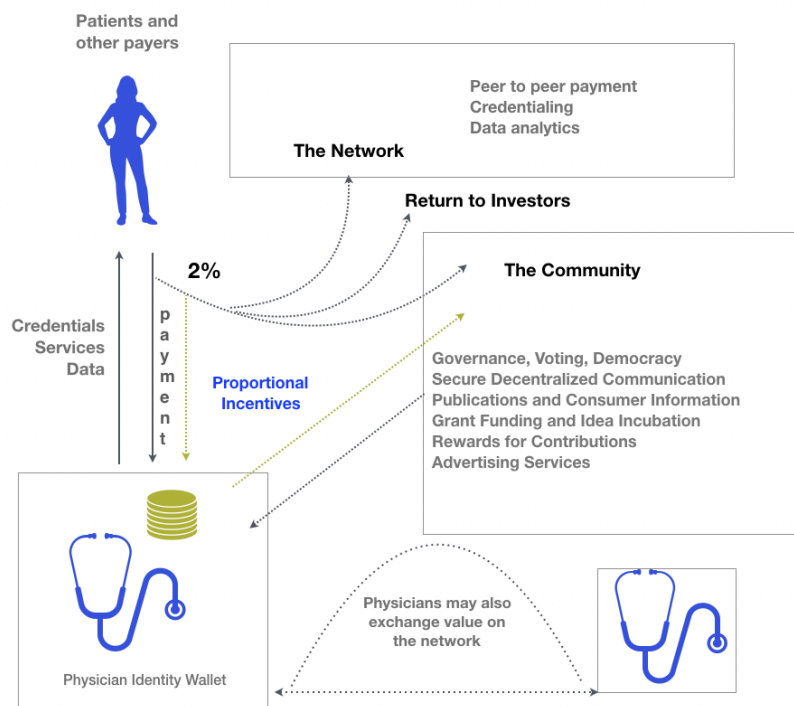 Patients and
other payers
Peer to peer payment
Credentialing
Data analytics
The Network
Return to Investors
2%
The Community
Credentials
Services
Data
payment
Proportional
Incentives
Governance, Voting, Democracy
Secure Decentralized Communication
Publications and Consumer Information
Grant Funding and Idea Incubation
Rewards for Contributions
Advertising Services
Physicians may also
exchange value on
the network
Physician Identity Wallet